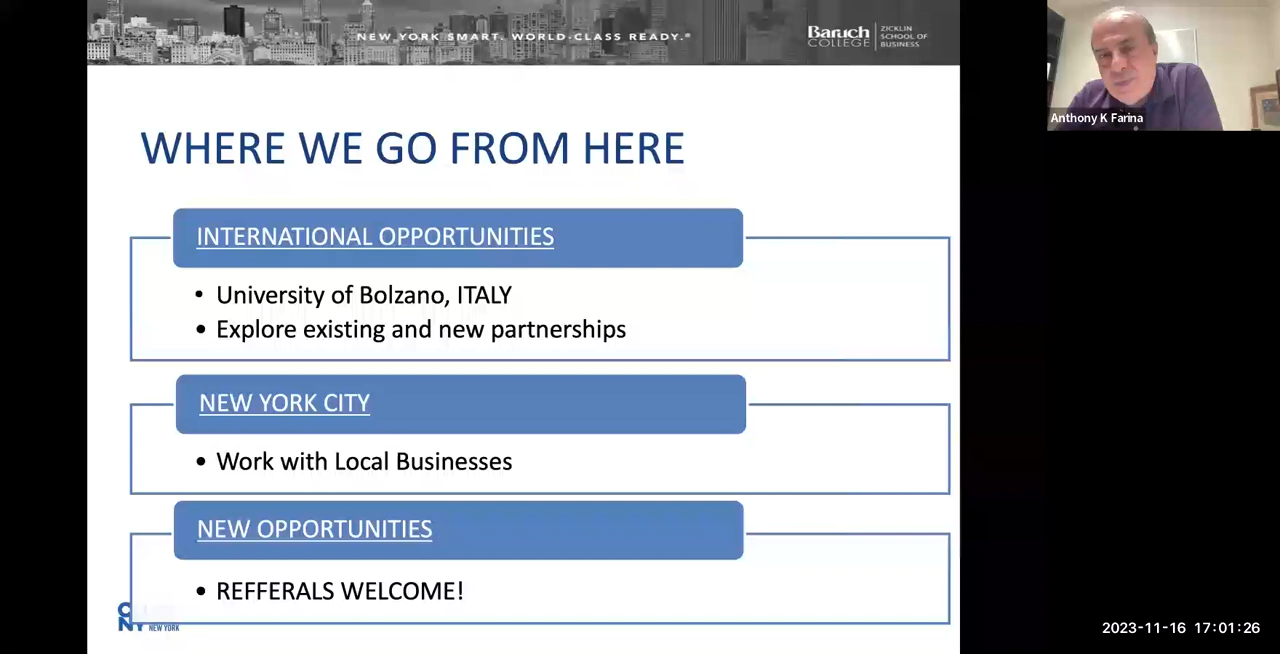 NEW YORK SMART. WORLD-CLASS READY.®
Baruch
COLLEGE
ZICKLIN
SCHOOL OF
BUSINESS
Anthony K Farina
WHERE WE GO FROM HERE
INTERNATIONAL OPPORTUNITIES
• University of Bolzano, ITALY
• Explore existing and new partnerships
NEW YORK CITY
• Work with Local Businesses
NEW OPPORTUNITIES
• REFFERALS WELCOME!
NEW YORK
2023-11-16 17:01:26